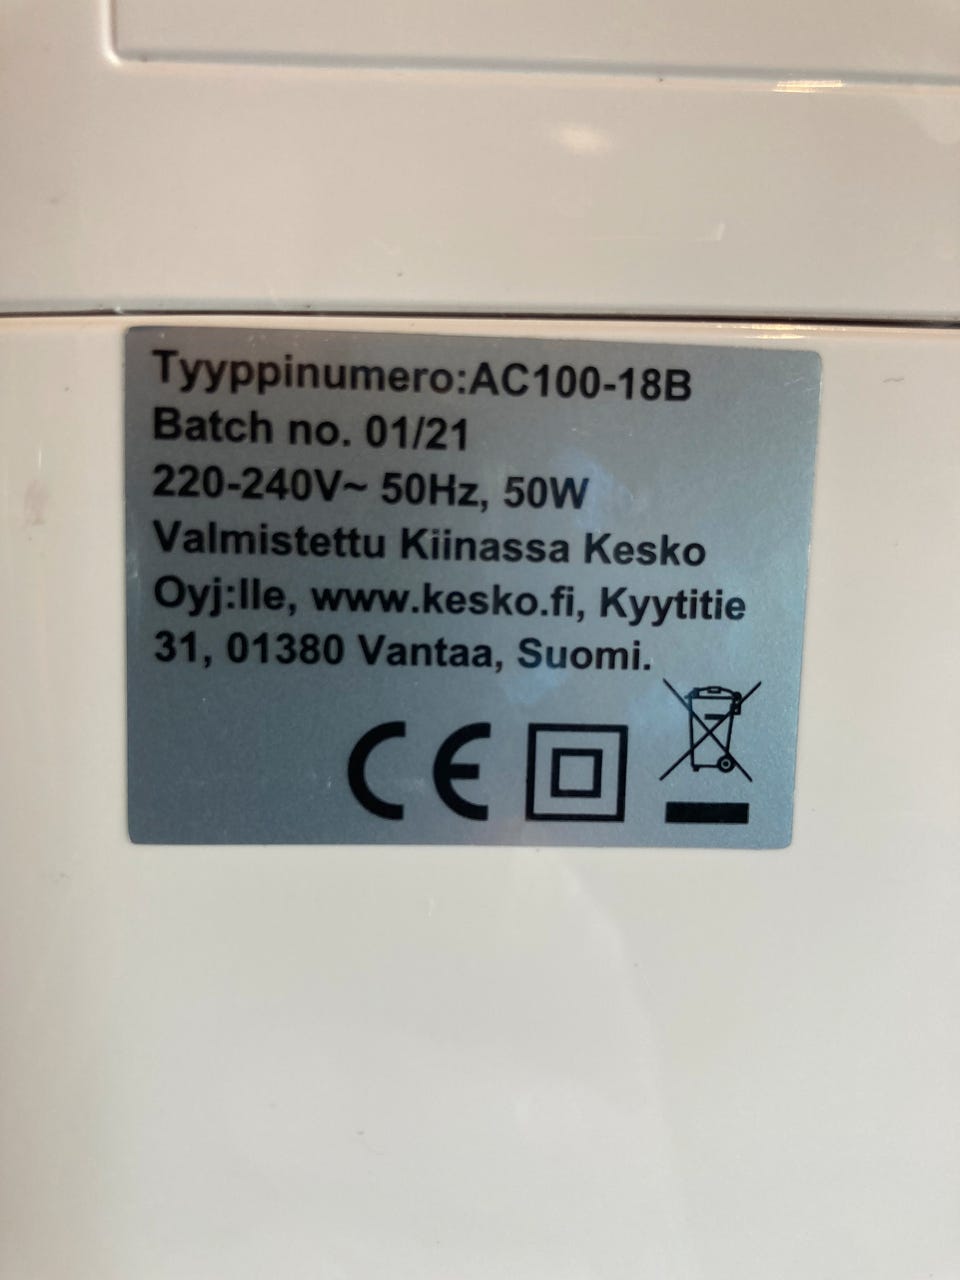 Tyyppinumero:AC100-18B
Batch no. 01/21
220-240V~ 50Hz, 50W
Valmistettu Kiinassa Kesko
Oyj:lle, www.kesko.fi, Kyytitie
31, 01380 Vantaa, Suomi.
CE